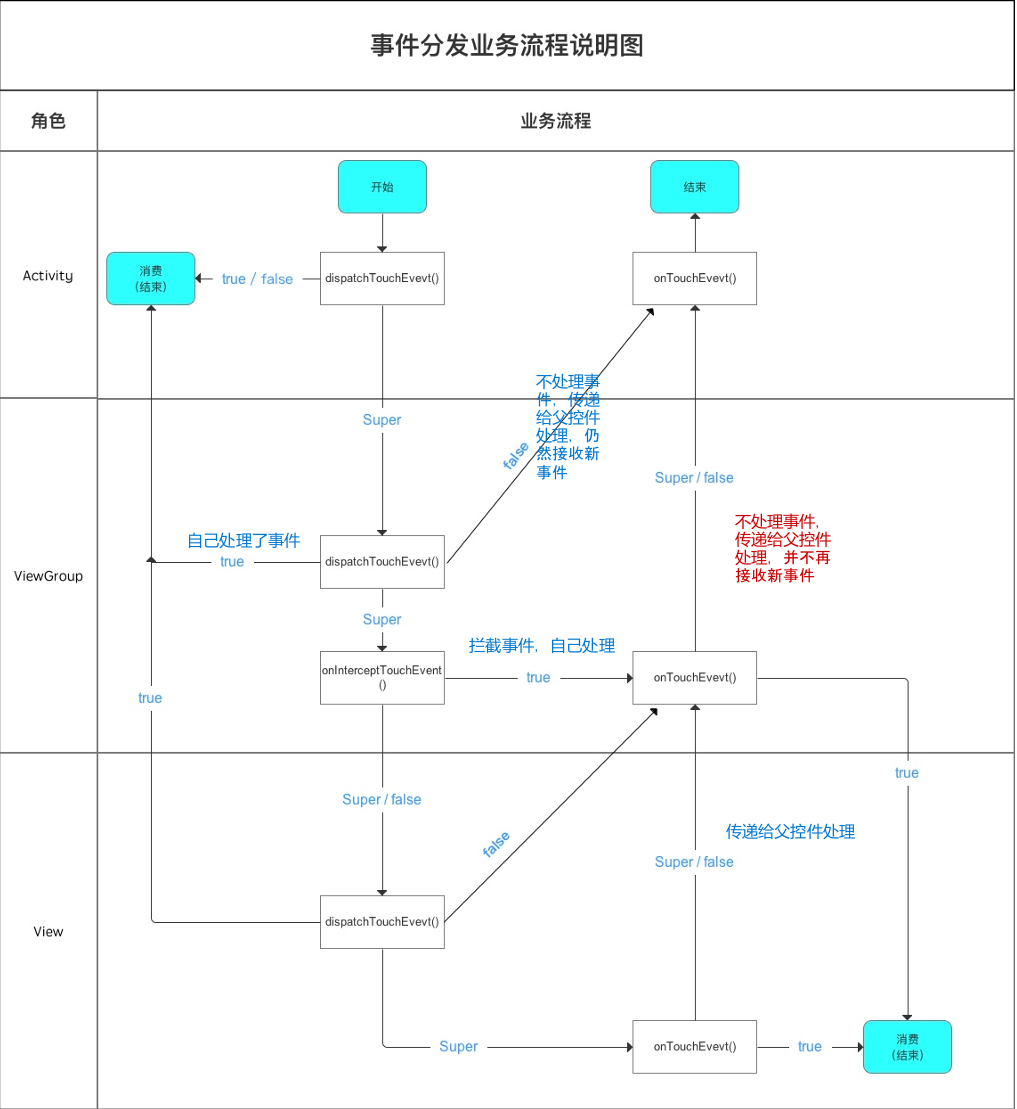 事件分发业务流程说明图
角色
业务流程
开始
结束
Activity
消费
（结束）
true / false
dispatchTouchEvevt()
onTouchEvevt()
不处理事
件，传递
给父控件
处理，仍
然接收新
事件
Super
false
Super / false
ViewGroup
自己处理了事件
true
dispatchTouchEvevt()
不处理事件，
传递给父控件
处理，并不再
接收新事件
Super
拦截事件，自己处理
onInterceptTouchEvent
()
true
onTouchEvevt()
true
true
Super / false
false
传递给父控件处理
Super / false
View
dispatchTouchEvevt()
Super
onTouchEvevt()
true
消费
（结束）